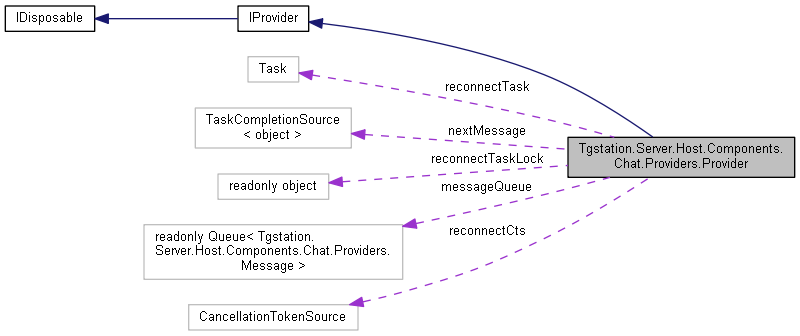 IDisposable
IProvider
Task
reconnectTask
TaskCompletionSource
< object >
nextMessage
Tgstation.Server.Host.Components.
Chat.Providers.Provider
reconnectTaskLock
readonly object
messageQueue
readonly Queue< Tgstation.
Server.Host.Components.Chat.Providers.
Message >
reconnectCts
CancellationTokenSource